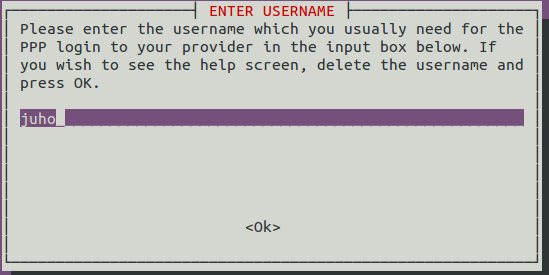 ENTER USERNAME
Please enter the username which you usually need for the
PPP login to your provider in the input box below. If
you wish to see the help screen, delete the username and
press OK.
juho
<Ok>